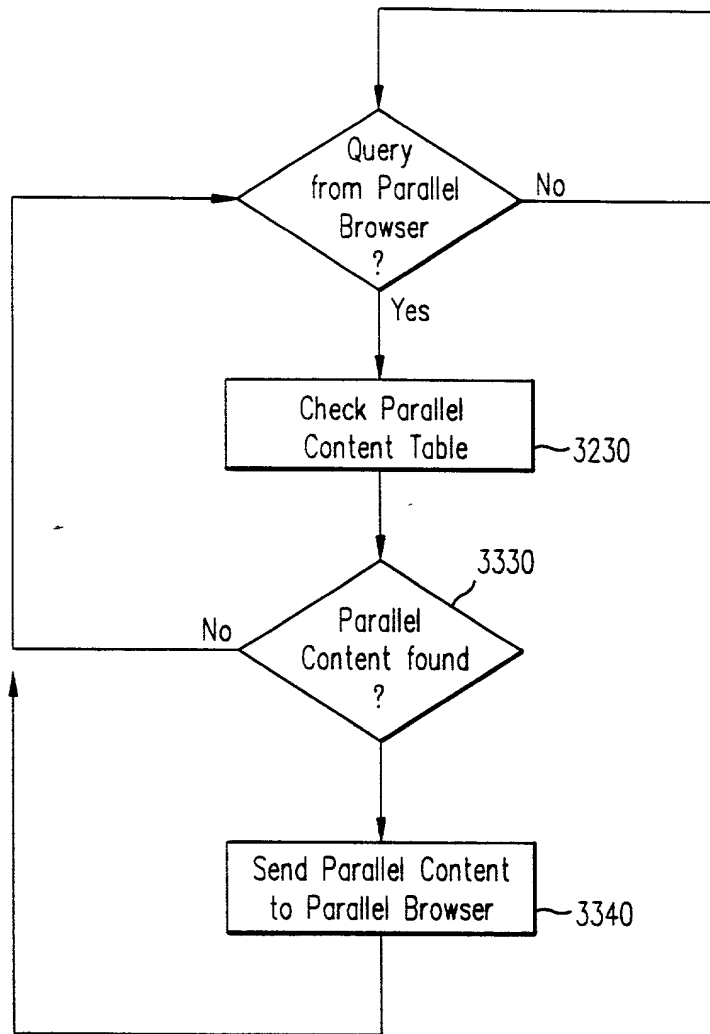 Query
from Parallel
Browser
?
No
Yes
Check Parallel
Content Table
3230
3330
No
Parallel
Content found
?
Send Parallel Content
to Parallel Browser
3340